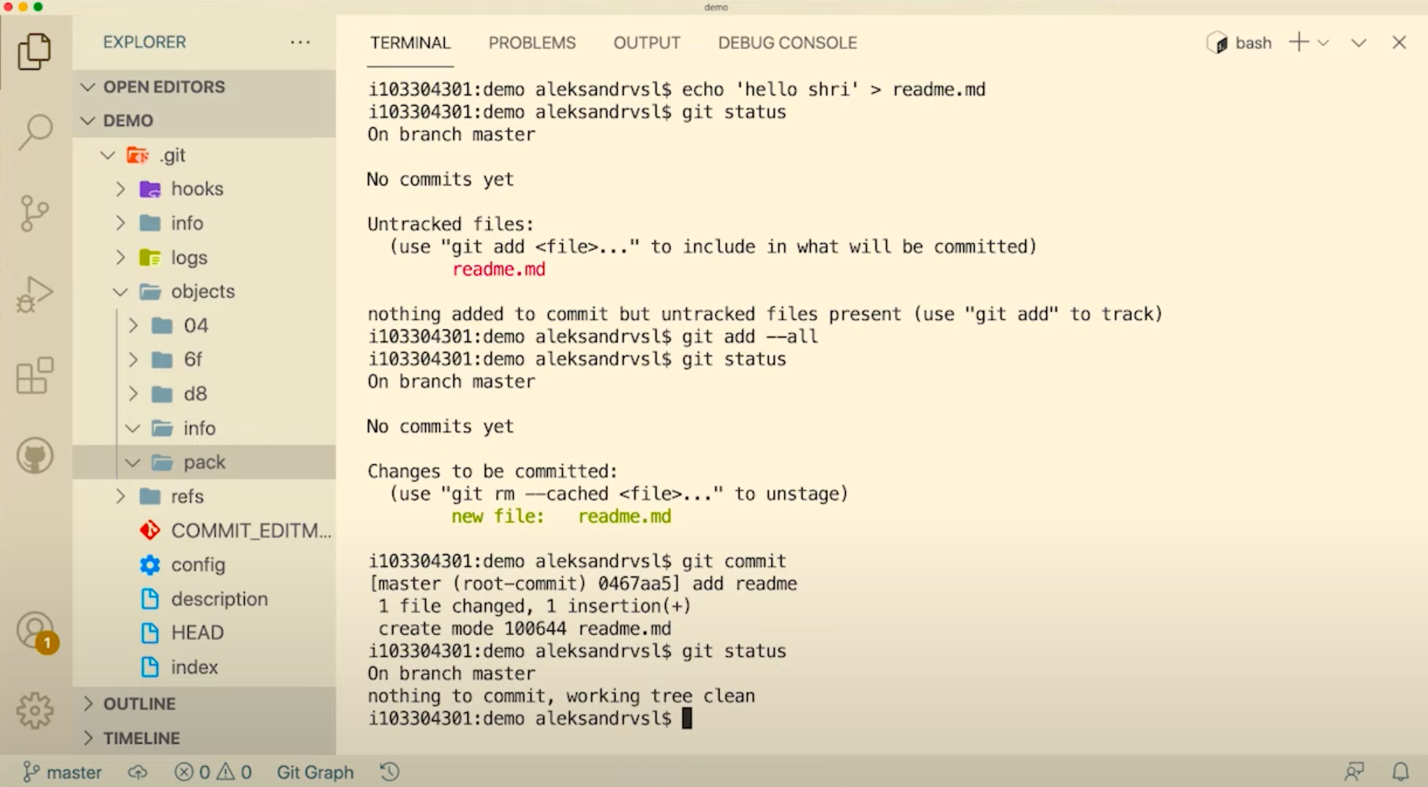 demo
EXPLORER
OPEN EDITORS
DEMO
.git
hooks
info
logs
objects
04
6f
d8
info
pack
refs
COMMIT_EDITM...
config
description
HEAD
index
OUTLINE
TIMELINE
1
TERMINAL PROBLEMS OUTPUT DEBUG CONSOLE bash
i103304301:demo aleksandrvsl$ echo 'hello shri' > readme.md
i103304301:demo aleksandrvsl$ git status
On branch master
No commits yet
Untracked files:
(use "git add <file>..." to include in what will be committed)
readme.md
nothing added to commit but untracked files present (use "git add" to track)
i103304301:demo aleksandrvsl$ git add --all
i103304301:demo aleksandrvsl$ git status
On branch master
No commits yet
Changes to be committed:
(use "git rm --cached <file>..." to unstage)
new file: readme.md
i103304301:demo aleksandrvsl$ git commit
[master (root-commit) 0467aa5] add readme
1 file changed, 1 insertion(+)
create mode 100644 readme.md
i103304301:demo aleksandrvsl$ git status
On branch master
nothing to commit, working tree clean
i103304301:demo aleksandrvsl$
master 0 0 Git Graph